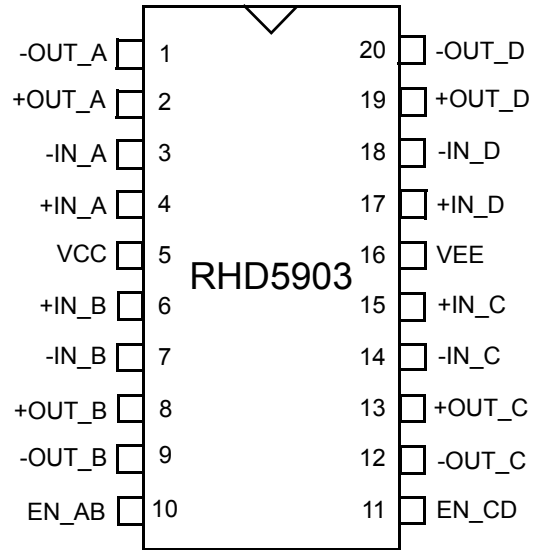 -OUT_A 1 20 -OUT_D
+OUT_A 2 19 +OUT_D
-IN_A 3 18 -IN_D
+IN_A 4 17 +IN_D
VCC 5 16 VEE
RHD5903
+IN_B 6 15 +IN_C
-IN_B 7 14 -IN_C
+OUT_B 8 13 +OUT_C
-OUT_B 9 12 -OUT_C
EN_AB 10 11 EN_CD